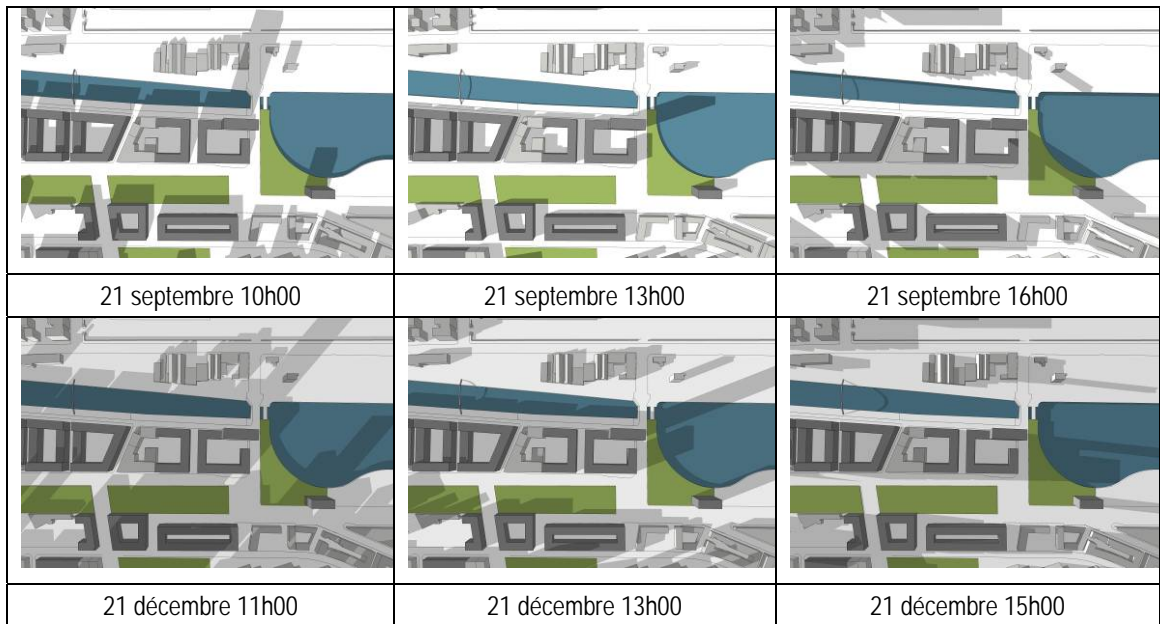 21 septembre 10h00
21 septembre 13h00
21 septembre 16h00
21 décembre 11h00
21 décembre 13h00
21 décembre 15h00